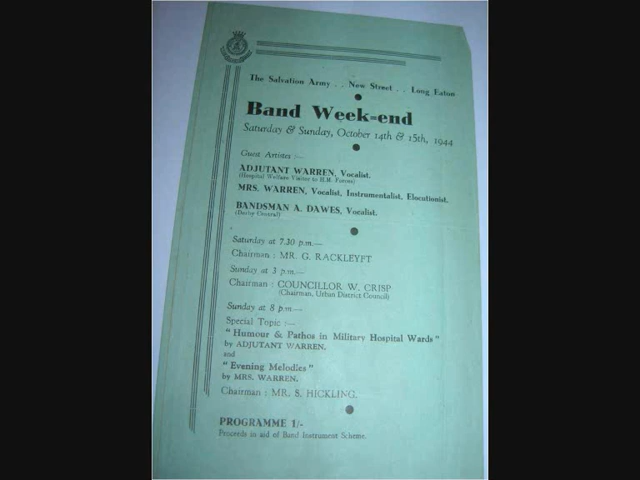 The Salvation Army . . New Street . . Long Eaton
Band Week-end
Saturday & Sunday, October 14th & 15th, 1944
Guest Artistes :—
ADJUTANT WARREN, Vocalist.
(Hospital Welfare Visitor to H.M. Forces)
MRS. WARREN, Vocalist, Instrumentalist, Elocutionist.
BANDSMAN A. DAWES, Vocalist.
(Derby Central)
Saturday at 7.30 p.m.—
Chairman : MR. G. RACKLEYFT
Sunday at 3 p.m.—
Chairman : COUNCILLOR W. CRISP
(Chairman, Urban District Council)
Sunday at 8 p.m.—
Special Topic :—
" Humour & Pathos in Military Hospital Wards "
by ADJUTANT WARREN.
and
" Evening Melodies "
by MRS. WARREN.
Chairman : MR. S. HICKLING.
PROGRAMME 1/-
Proceeds in aid of Band Instrument Scheme.